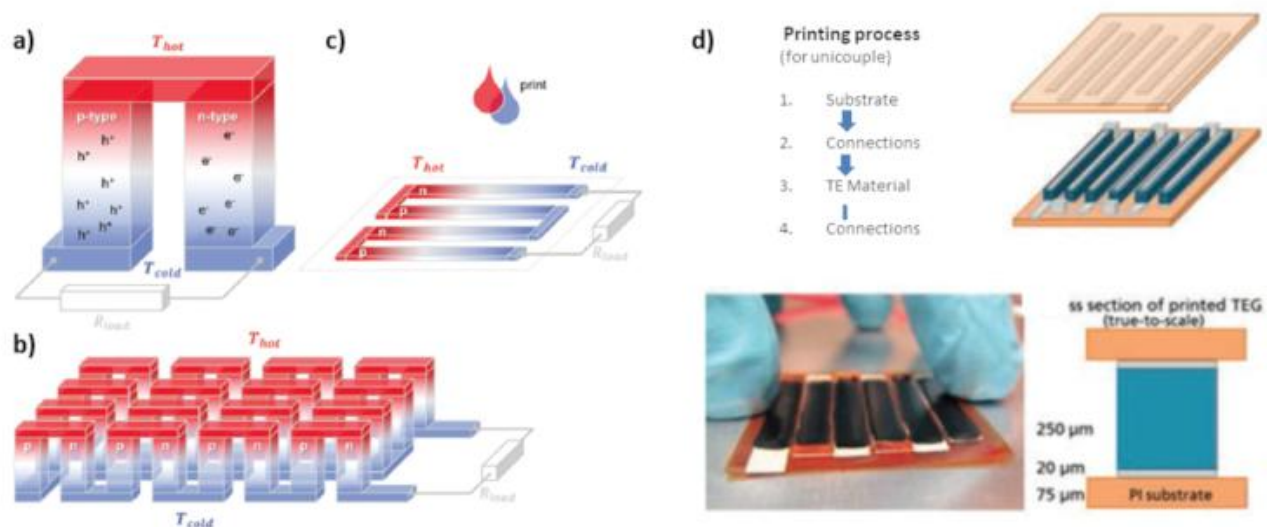 a)
T_hot
p-type
n-type
h⁺
h⁺
h⁺
h⁺
h⁺
h⁺
h⁺
e⁻
e⁻
e⁻
e⁻
e⁻
e⁻
e⁻
T_cold
R_load
b)
T_hot
p
n
p
n
p
n
p
n
R_load
T_cold
c)
print
T_hot
T_cold
n
p
n
p
R_load
d)
Printing process
(for unicouple)
1. Substrate
2. Connections
3. TE Material
4. Connections
ss section of printed TEG
(true-to-scale)
250 µm
20 µm
75 µm
PI substrate